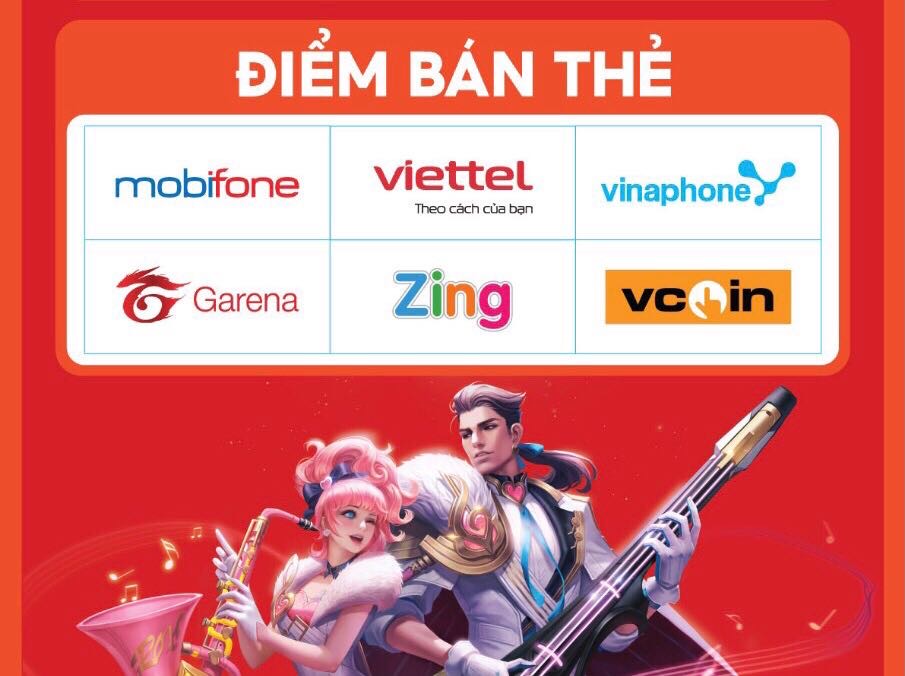 ĐIỂM BÁN THẺ
mobifone
viettel
Theo cách của bạn
vinaphone
Garena
Zing
vcoin